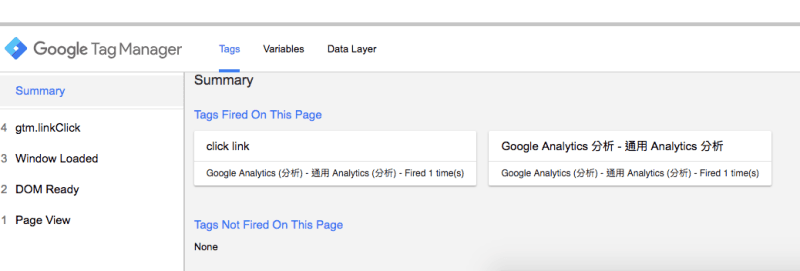 Google Tag Manager
Tags
Variables
Data Layer
Summary
4 gtm.linkClick
3 Window Loaded
2 DOM Ready
1 Page View
Summary
Tags Fired On This Page
click link
Google Analytics (分析) - 通用 Analytics (分析) - Fired 1 time(s)
Google Analytics 分析 - 通用 Analytics 分析
Google Analytics (分析) - 通用 Analytics (分析) - Fired 1 time(s)
Tags Not Fired On This Page
None